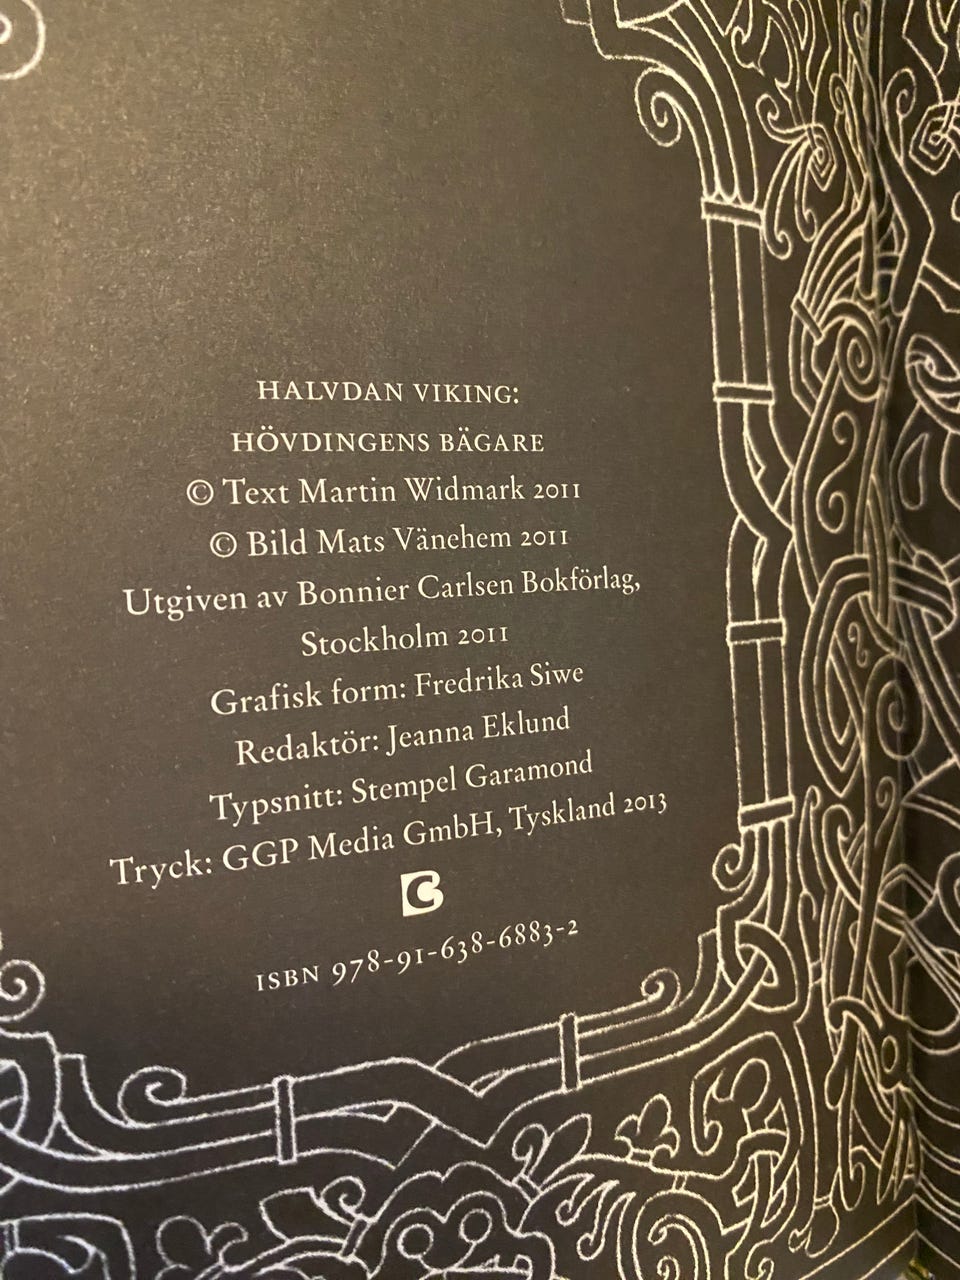 HALVDAN VIKING:
HÖVDINGENS BÄGARE
© Text Martin Widmark 2011
© Bild Mats Vänehem 2011
Utgiven av Bonnier Carlsen Bokförlag,
Stockholm 2011
Grafisk form: Fredrika Siwe
Redaktör: Jeanna Eklund
Typsnitt: Stempel Garamond
Tryck: GGP Media GmbH, Tyskland 2013
BC
ISBN 978-91-638-6883-2